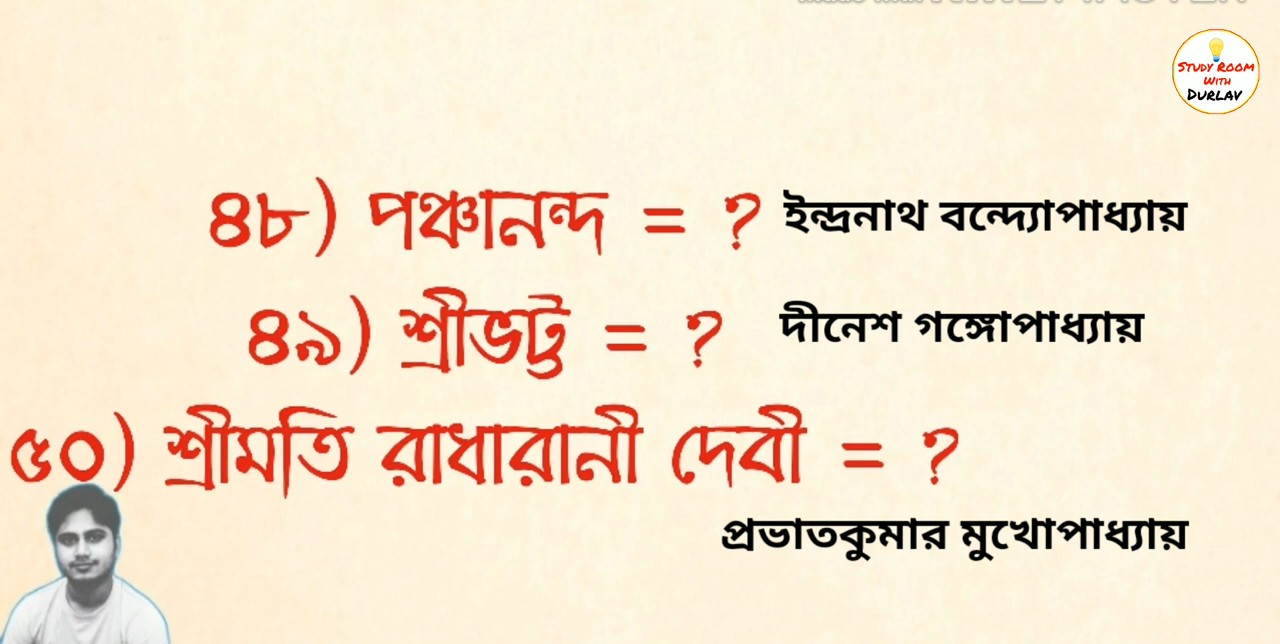 STUDY ROOM
WITH
DURLAV
৪৮) পঞ্চানন্দ = ? ইন্দ্রনাথ বন্দ্যোপাধ্যায়
৪৯) শ্রীভট্ট = ? দীনেশ গঙ্গোপাধ্যায়
৫০) শ্রীমতি রাধারানী দেবী = ?
প্রভাতকুমার মুখোপাধ্যায়